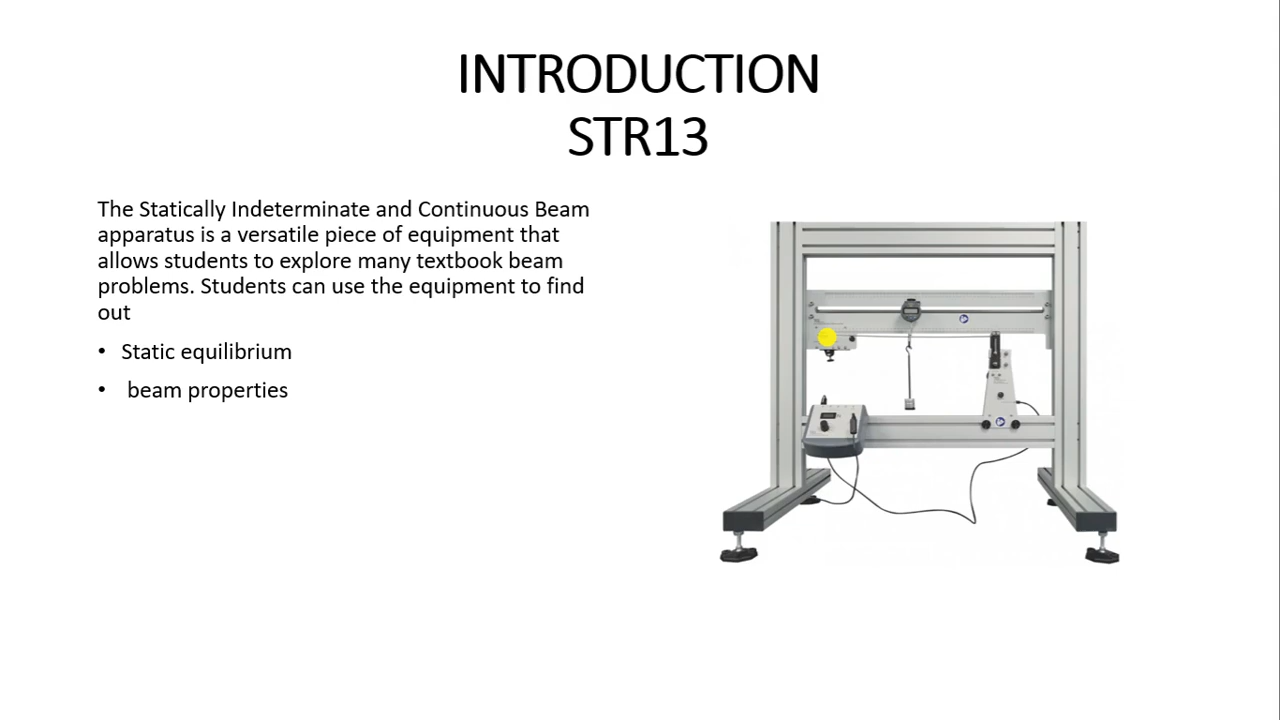 INTRODUCTION
STR13
The Statically Indeterminate and Continuous Beam
apparatus is a versatile piece of equipment that
allows students to explore many textbook beam
problems. Students can use the equipment to find
out
• Static equilibrium
• beam properties